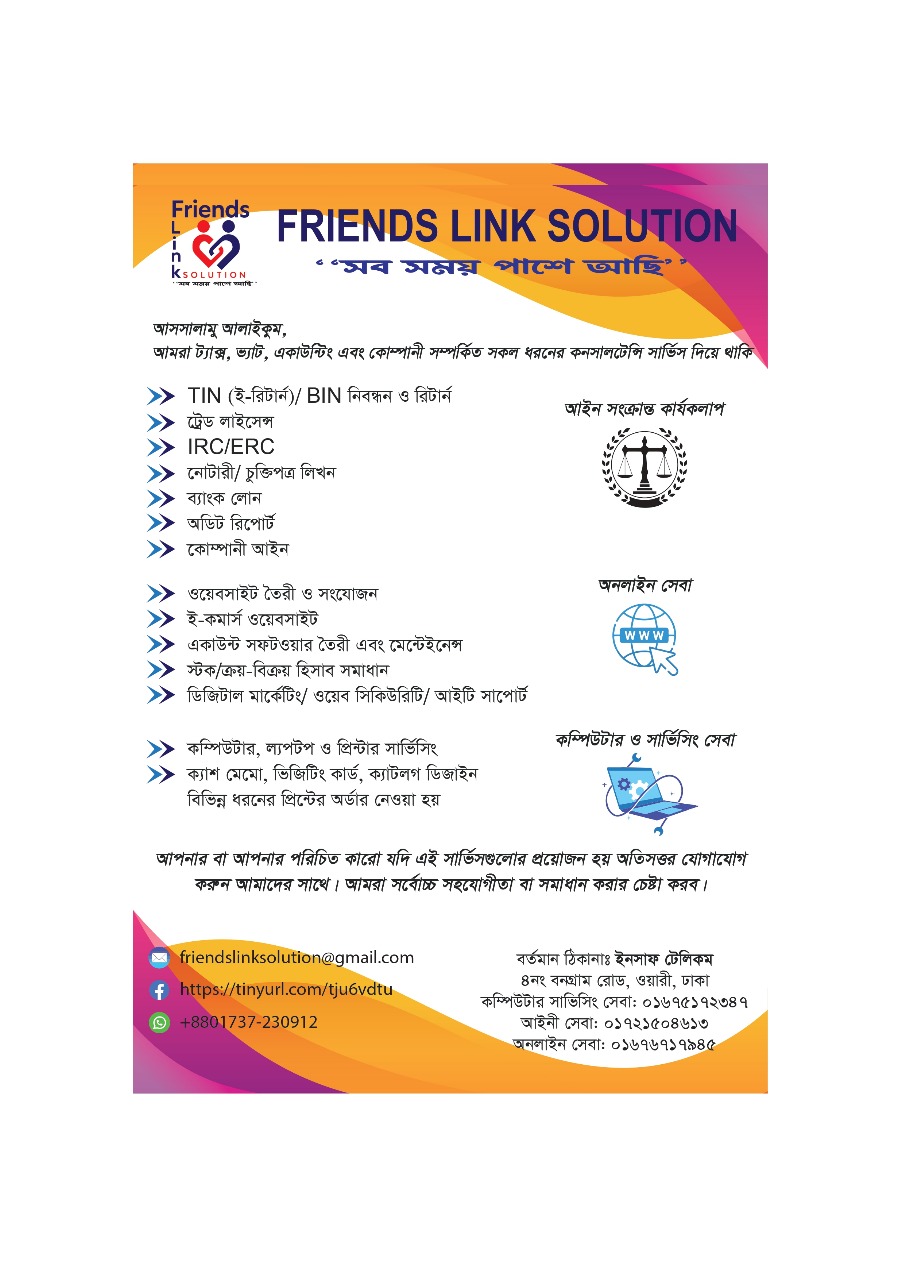 Friends
Link
SOLUTION
‘‘সব সময় পাশে আছি’’
FRIENDS LINK SOLUTION
‘‘সব সময় পাশে আছি’’
আসসালামু আলাইকুম,
আমরা ট্যাক্স, ভ্যাট, একাউন্টিং এবং কোম্পানী সম্পর্কিত সকল ধরনের কনসালটেন্সি সার্ভিস দিয়ে থাকি
TIN (ই-রিটার্ন)/ BIN নিবন্ধন ও রিটার্ন
ট্রেড লাইসেন্স
IRC/ERC
নোটারী/ চুক্তিপত্র লিখন
ব্যাংক লোন
অডিট রিপোর্ট
কোম্পানী আইন
আইন সংক্রান্ত কার্যকলাপ
ওয়েবসাইট তৈরী ও সংযোজন
ই-কমার্স ওয়েবসাইট
একাউন্ট সফটওয়ার তৈরী এবং মেন্টেইনেন্স
স্টক/ক্রয়-বিক্রয় হিসাব সমাধান
ডিজিটাল মার্কেটিং/ ওয়েব সিকিউরিটি/ আইটি সাপোর্ট
অনলাইন সেবা
WWW
কম্পিউটার, ল্যপটপ ও প্রিন্টার সার্ভিসিং
ক্যাশ মেমো, ভিজিটিং কার্ড, ক্যাটলগ ডিজাইন
বিভিন্ন ধরনের প্রিন্টের অর্ডার নেওয়া হয়
কম্পিউটার ও সার্ভিসিং সেবা
আপনার বা আপনার পরিচিত কারো যদি এই সার্ভিসগুলোর প্রয়োজন হয় অতিসত্তর যোগাযোগ
করুন আমাদের সাথে। আমরা সর্বোচ্চ সহযোগীতা বা সমাধান করার চেষ্টা করব।
friendslinksolution@gmail.com
https://tinyurl.com/tju6vdtu
+8801737-230912
বর্তমান ঠিকানাঃ ইনসাফ টেলিকম
৪নং বনগ্রাম রোড, ওয়ারী, ঢাকা
কম্পিউটার সাভিসিং সেবা: ০১৬৭৫১৭২৩৪৭
আইনী সেবা: ০১৭২১৫০৪৬১৩
অনলাইন সেবা: ০১৬৭৬৭১৭৯৪৫